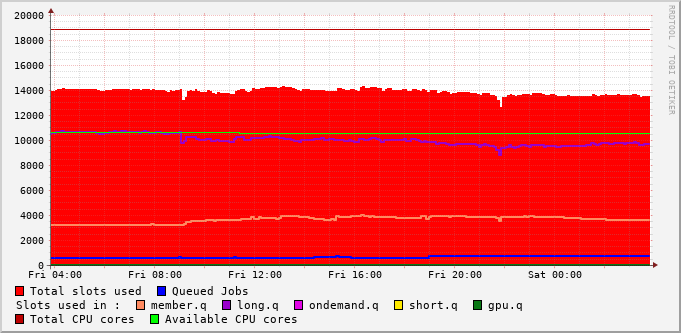 20000
18000
16000
14000
12000
10000
8000
6000
4000
2000
0
Fri 04:00 Fri 08:00 Fri 12:00 Fri 16:00 Fri 20:00 Sat 00:00
Total slots used Queued Jobs
Slots used in : member.q long.q ondemand.q short.q gpu.q
Total CPU cores Available CPU cores
RRDTOOL / TOBI OETIKER